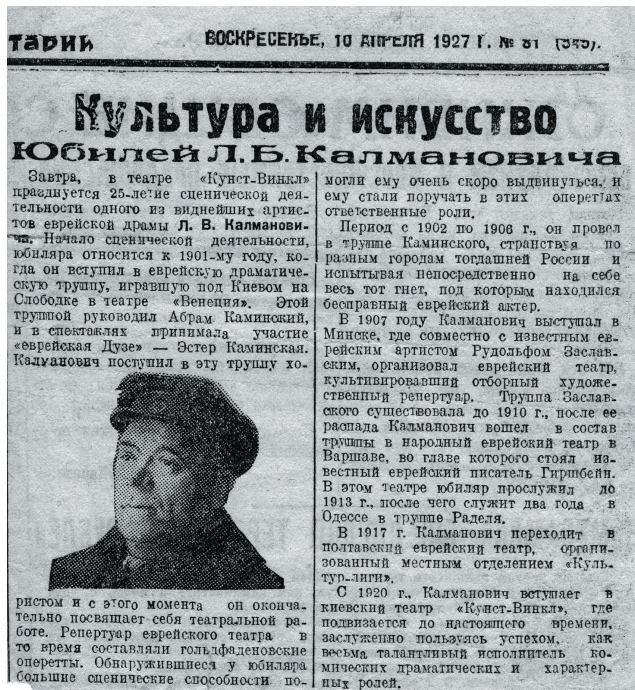 ТАРИЙ
ВОСКРЕСЕНЬЕ, 10 АПРЕЛЯ 1927 Г. № 81 (545).
Культура и искусство
Юбилей Л. Б. Калмановича
Завтра, в театре «Кунст-Винкл»
празднуется 25-летие сценической дея-
тельности одного из виднейших артис-
тов еврейской драмы Л. В. Калманови-
ча. Начало сценической деятельности,
юбиляра относится к 1901-му году, ко-
гда он вступил в еврейскую драматиче-
скую труппу, игравшую под Киевом на
Слободке в театре «Венеция». Этой
труппой руководил Абрам Каминский,
и в спектаклях принимала участие
«еврейская Дузе» — Эстер Каминская.
Калуанович поступил в эту труппу хо-
ристом и с этого момента он оконча-
тельно посвящает себя театральной ра-
боте. Репертуар еврейского театра в
то время составляли гольдфаденовские
оперетты. Обнаружившиеся у юбиляра
большие сценические способности по-
могли ему очень скоро выдвинуться, и
ему стали поручать в этих опереттах
ответственные роли.
Период с 1902 по 1906 г., он провел
в труппе Каминского, странствуя по
разным городам тогдашней России и
испытывая непосредственно на себе
весь тот гнет, под которым находился
бесправный еврейский актер.
В 1907 году Калманович выступал в
Минске, где совместно с известным ев-
рейским артистом Рудольфом Заслав-
ским, организовал еврейский театр,
культивировавший отборный художе-
ственный репертуар. Труппа Заслав-
ского существовала до 1910 г., после ее
распада Калманович вошел в состав
труппы в народный еврейский театр в
Варшаве, во главе которого стоял из-
вестный еврейский писатель Гиршбейн.
В этом театре юбиляр прослужил до
1913 г., после чего служит два года в
Одессе в труппе Раделя.
В 1917 г. Калманович переходит в
полтавский еврейский театр, органи-
зованный местным отделением «Куль-
тур-лиги».
С 1920 г., Калманович вступает в
киевский театр «Кунст-Винкл», где
подвизается до настоящего времени,
заслуженно пользуясь успехом, как
весьма талантливый исполнитель ко-
мических драматических и характер-
ных ролей.